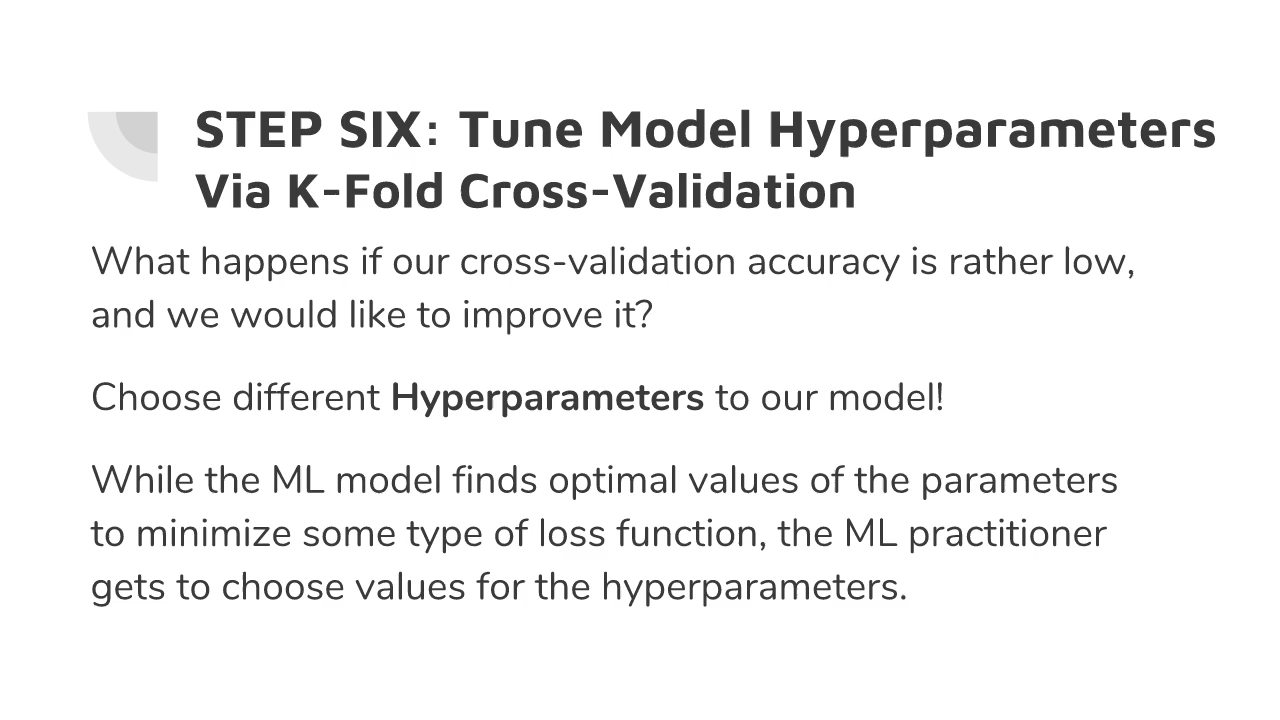 STEP SIX: Tune Model Hyperparameters
Via K-Fold Cross-Validation
What happens if our cross-validation accuracy is rather low,
and we would like to improve it?
Choose different Hyperparameters to our model!
While the ML model finds optimal values of the parameters
to minimize some type of loss function, the ML practitioner
gets to choose values for the hyperparameters.